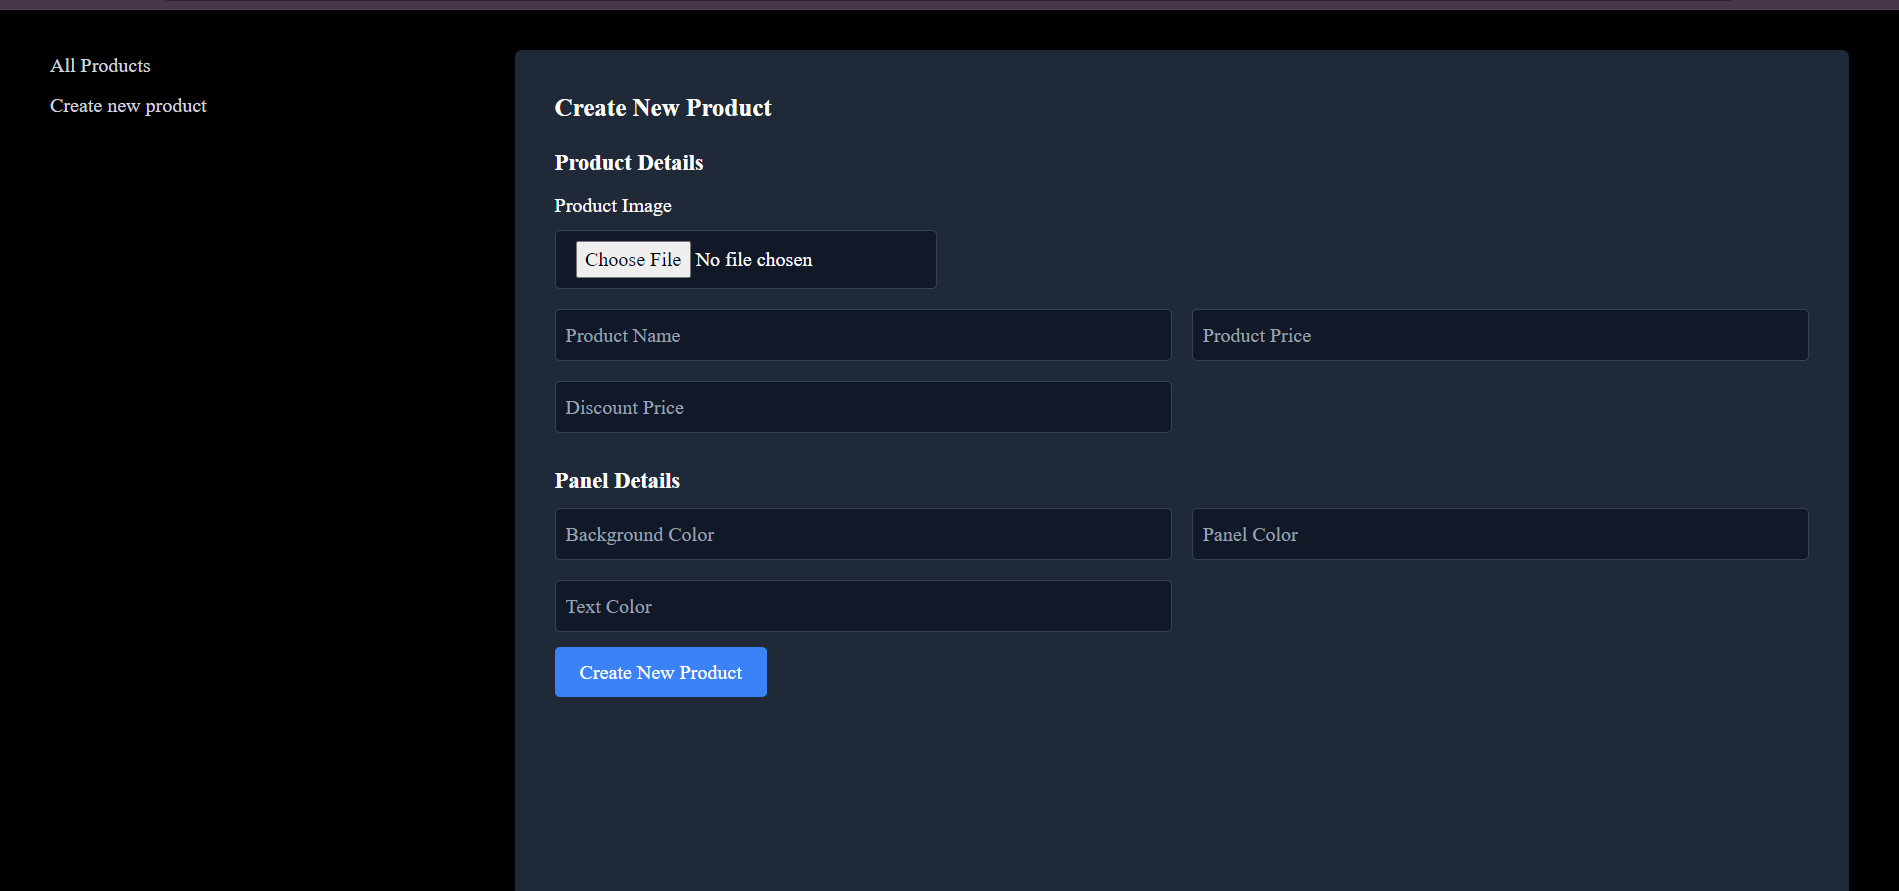 All Products
Create new product
Create New Product
Product Details
Product Image
Choose File No file chosen
Product Name
Product Price
Discount Price
Panel Details
Background Color
Panel Color
Text Color
Create New Product